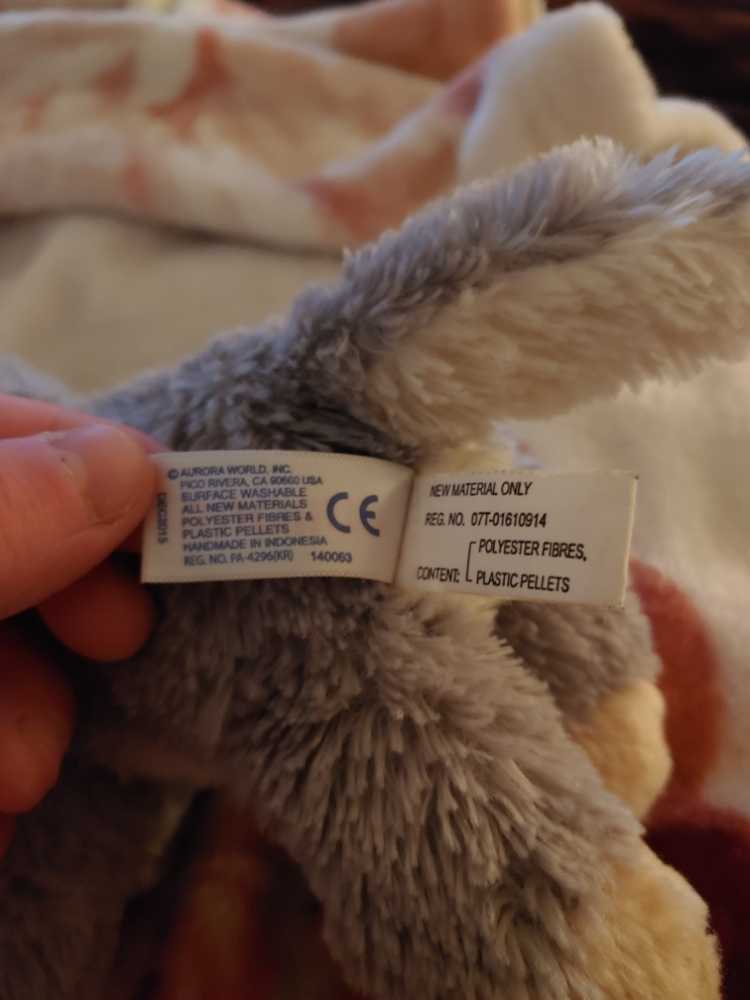 © AURORA WORLD, INC.
PICO RIVERA, CA 90660 USA
SURFACE WASHABLE
ALL NEW MATERIALS
POLYESTER FIBRES &
PLASTIC PELLETS
HANDMADE IN INDONESIA
REG. NO. PA-4296(KR) 140063
CE
DEC/2015
NEW MATERIAL ONLY
REG. NO. 07T-01610914
CONTENT: POLYESTER FIBRES,
PLASTIC PELLETS